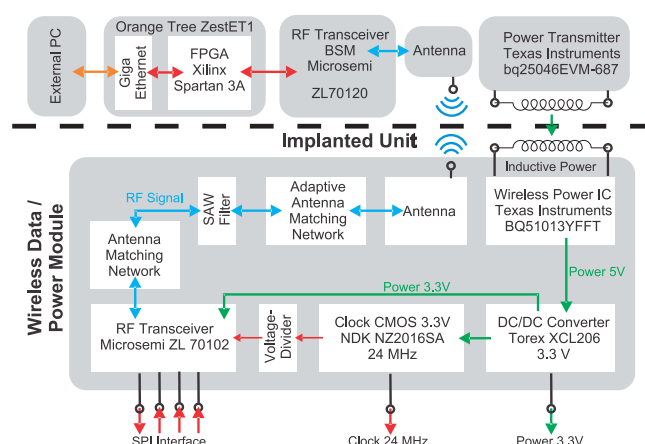 External PC
Orange Tree ZestET1
Giga
Ethernet
FPGA
Xilinx
Spartan 3A
RF Transceiver
BSM
Microsemi
ZL70120
Antenna
Power Transmitter
Texas Instruments
bq25046EVM-687
Implanted Unit
Wireless Data /
Power Module
RF Signal
SAW
Filter
Adaptive
Antenna
Matching
Network
Antenna
Inductive Power
Wireless Power IC
Texas Instruments
BQ51013YFFT
Antenna
Matching
Network
Power 5V
Power 3.3V
RF Transceiver
Microsemi ZL 70102
Voltage-
Divider
Clock CMOS 3.3V
NDK NZ2016SA
24 MHz
DC/DC Converter
Torex XCL206
3.3 V
SPI Interface
Clock 24 MHz
Power 3.3V